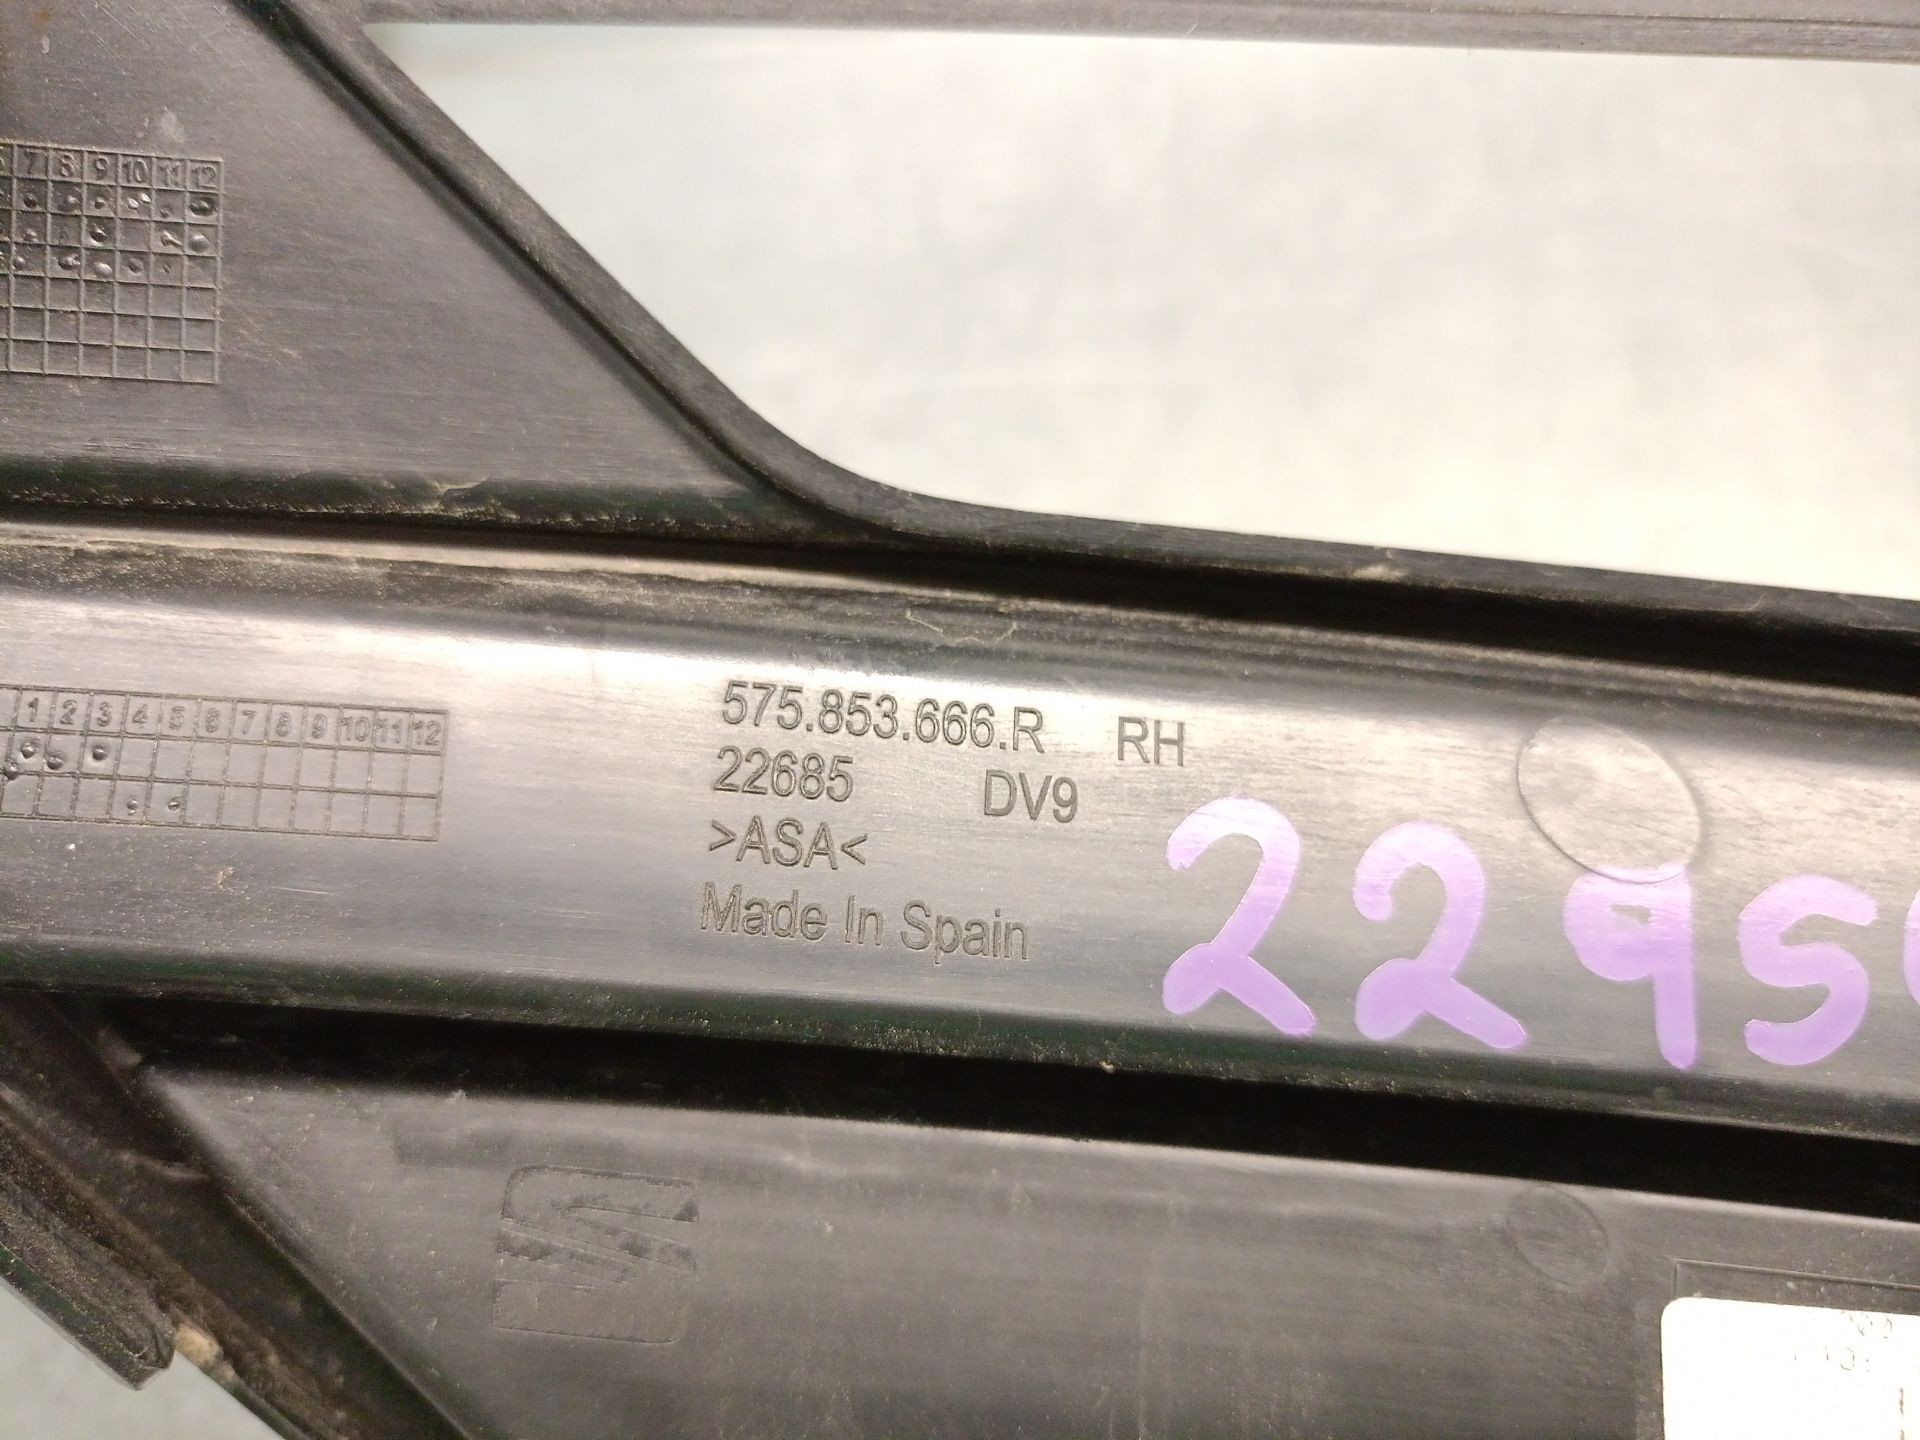 7 8 9 10 11 12
1 2 3 4 5 6 7 8 9 10 11 12
575.853.666.R RH
22685 DV9
>ASA<
Made In Spain
2295